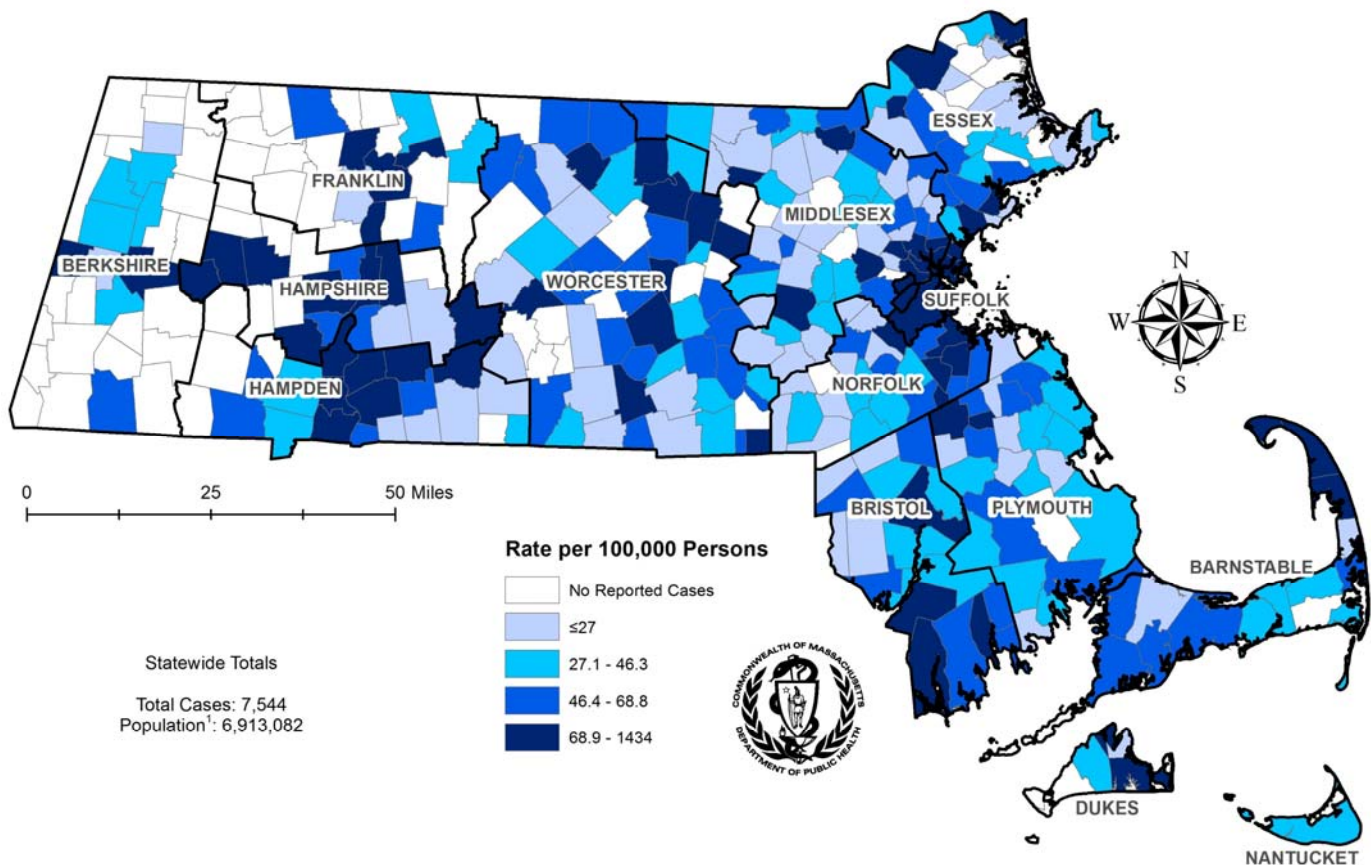 ESSEX
FRANKLIN
MIDDLESEX
BERKSHIRE
HAMPSHIRE
WORCESTER
SUFFOLK
HAMPDEN
NORFOLK
BRISTOL
PLYMOUTH
BARNSTABLE
DUKES
NANTUCKET
N
W E
S
0 25 50 Miles
Rate per 100,000 Persons
No Reported Cases
≤27
27.1 - 46.3
46.4 - 68.8
68.9 - 1434
Statewide Totals
Total Cases: 7,544
Population¹: 6,913,082
COMMONWEALTH OF MASSACHUSETTS
DEPARTMENT OF PUBLIC HEALTH